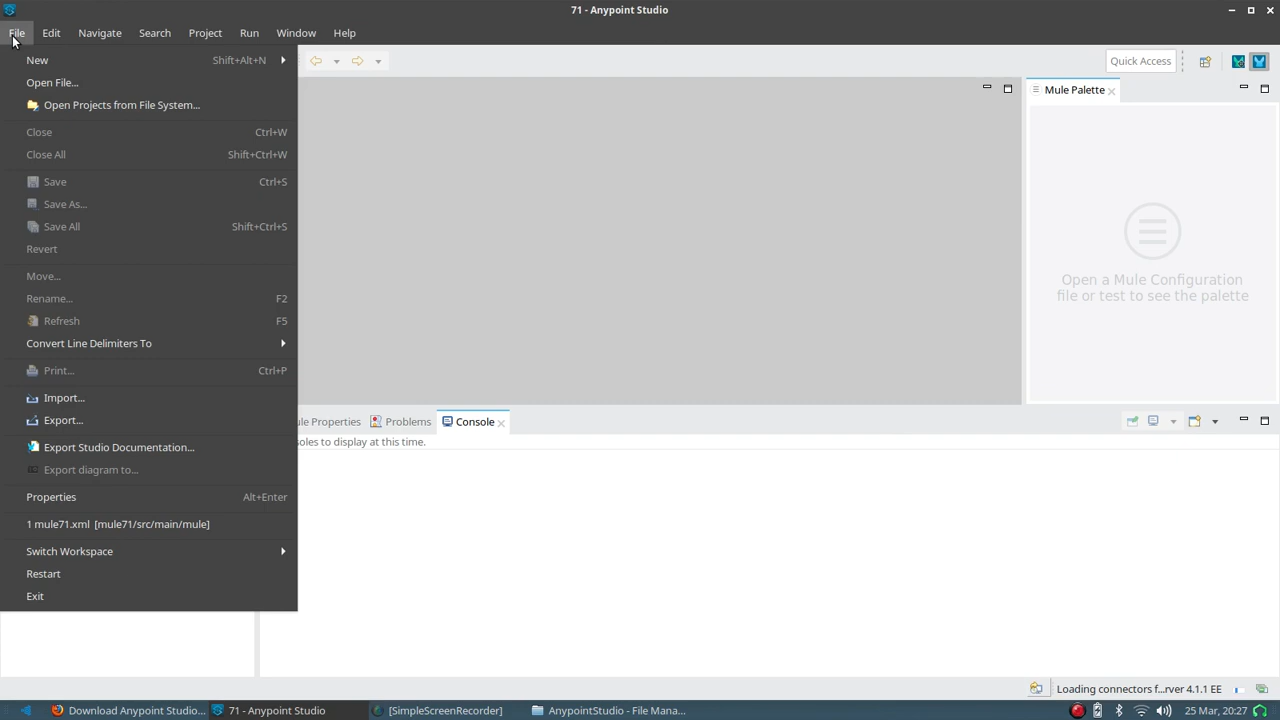 71 - Anypoint Studio
File Edit Navigate Search Project Run Window Help
New Shift+Alt+N
Open File...
Open Projects from File System...
Close Ctrl+W
Close All Shift+Ctrl+W
Save Ctrl+S
Save As...
Save All Shift+Ctrl+S
Revert
Move...
Rename... F2
Refresh F5
Convert Line Delimiters To
Print... Ctrl+P
Import...
Export...
Export Studio Documentation...
Export diagram to...
Properties Alt+Enter
1 mule71.xml [mule71/src/main/mule]
Switch Workspace
Restart
Exit
Quick Access
Mule Palette
Open a Mule Configuration
file or test to see the palette
Properties Problems Console
to display at this time.
Loading connectors f...rver 4.1.1 EE
Download Anypoint Studio... 71 - Anypoint Studio [SimpleScreenRecorder] AnypointStudio - File Mana... 25 Mar, 20:27